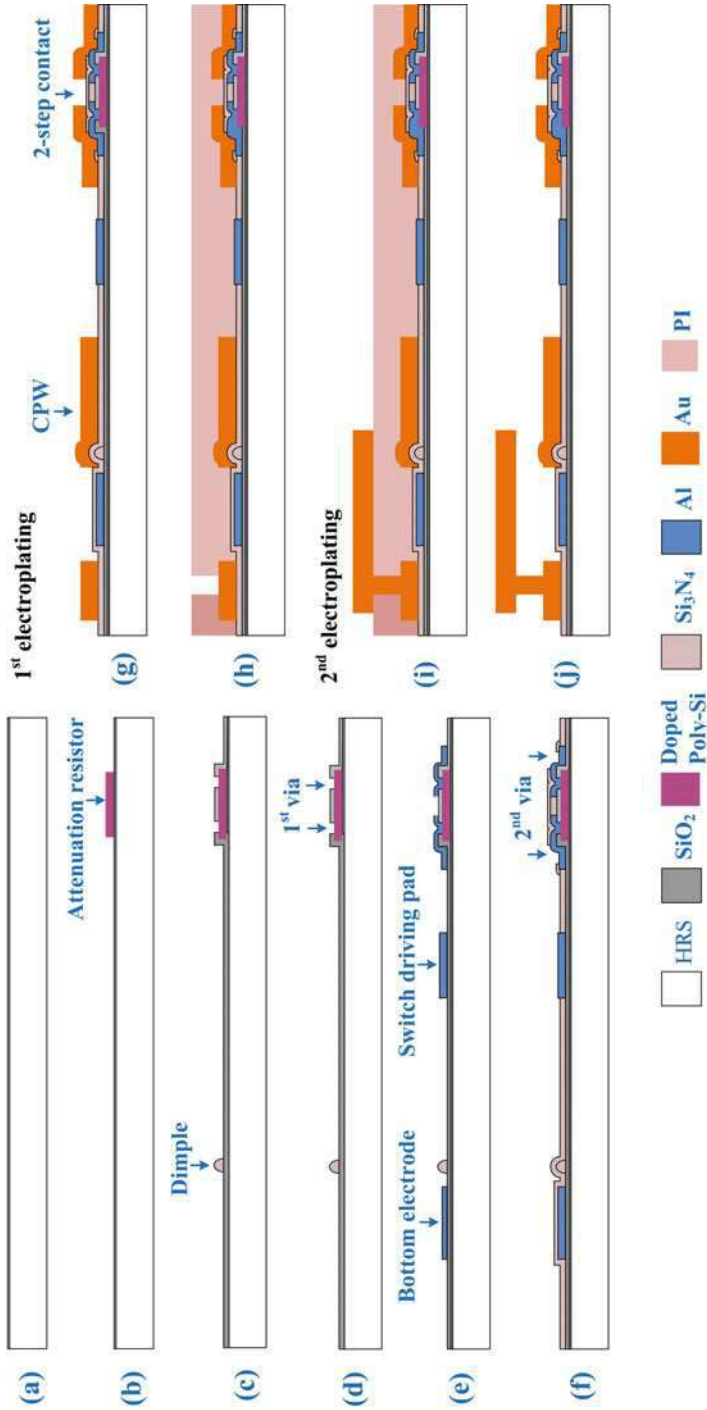 (a)
Attenuation resistor
(b)
Dimple
(c)
1st via
(d)
Bottom electrode
Switch driving pad
(e)
2nd via
(f)
1st electroplating
CPW
2-step contact
(g)
(h)
2nd electroplating
(i)
(j)
HRS
SiO2
Doped
Poly-Si
Si3N4
Al
Au
PI